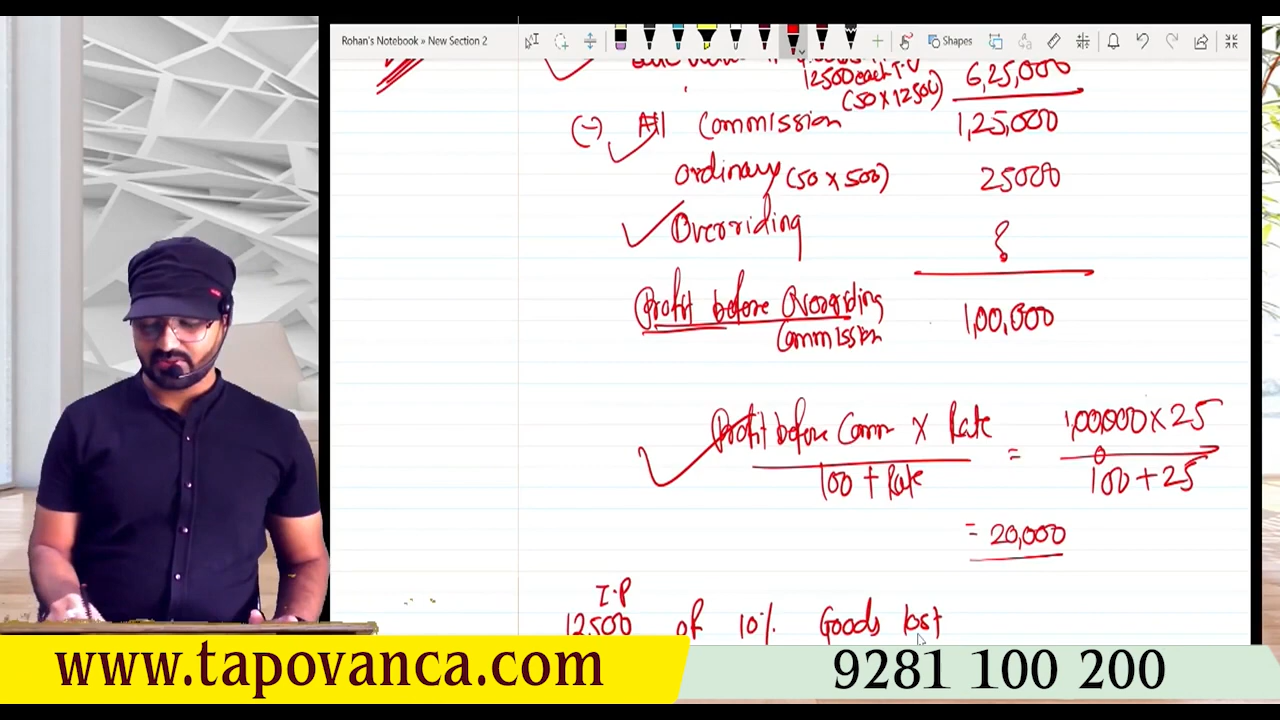 Rohan's Notebook » New Section 2
Shapes
12500 each I.V
6,25,000
(50 X 12500)
(-) All Commission 1,25,000
ordinary (50 x 500) 25000
Overriding ?
Profit before Overriding
Commission 1,00,000
Profit before Comm X Rate = 1,00,000 x 25
100 + Rate 100 + 25
= 20,000
I.P
12500 of 10% Goods lost
www.tapovanca.com
9281 100 200